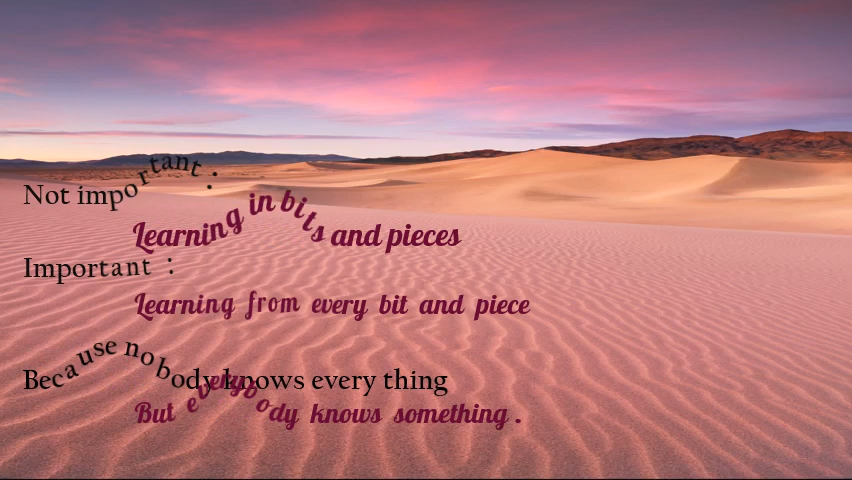 Not important :
Learning in bits and pieces
Important :
Learning from every bit and piece
Because nobody knows every thing
But everybody knows something .